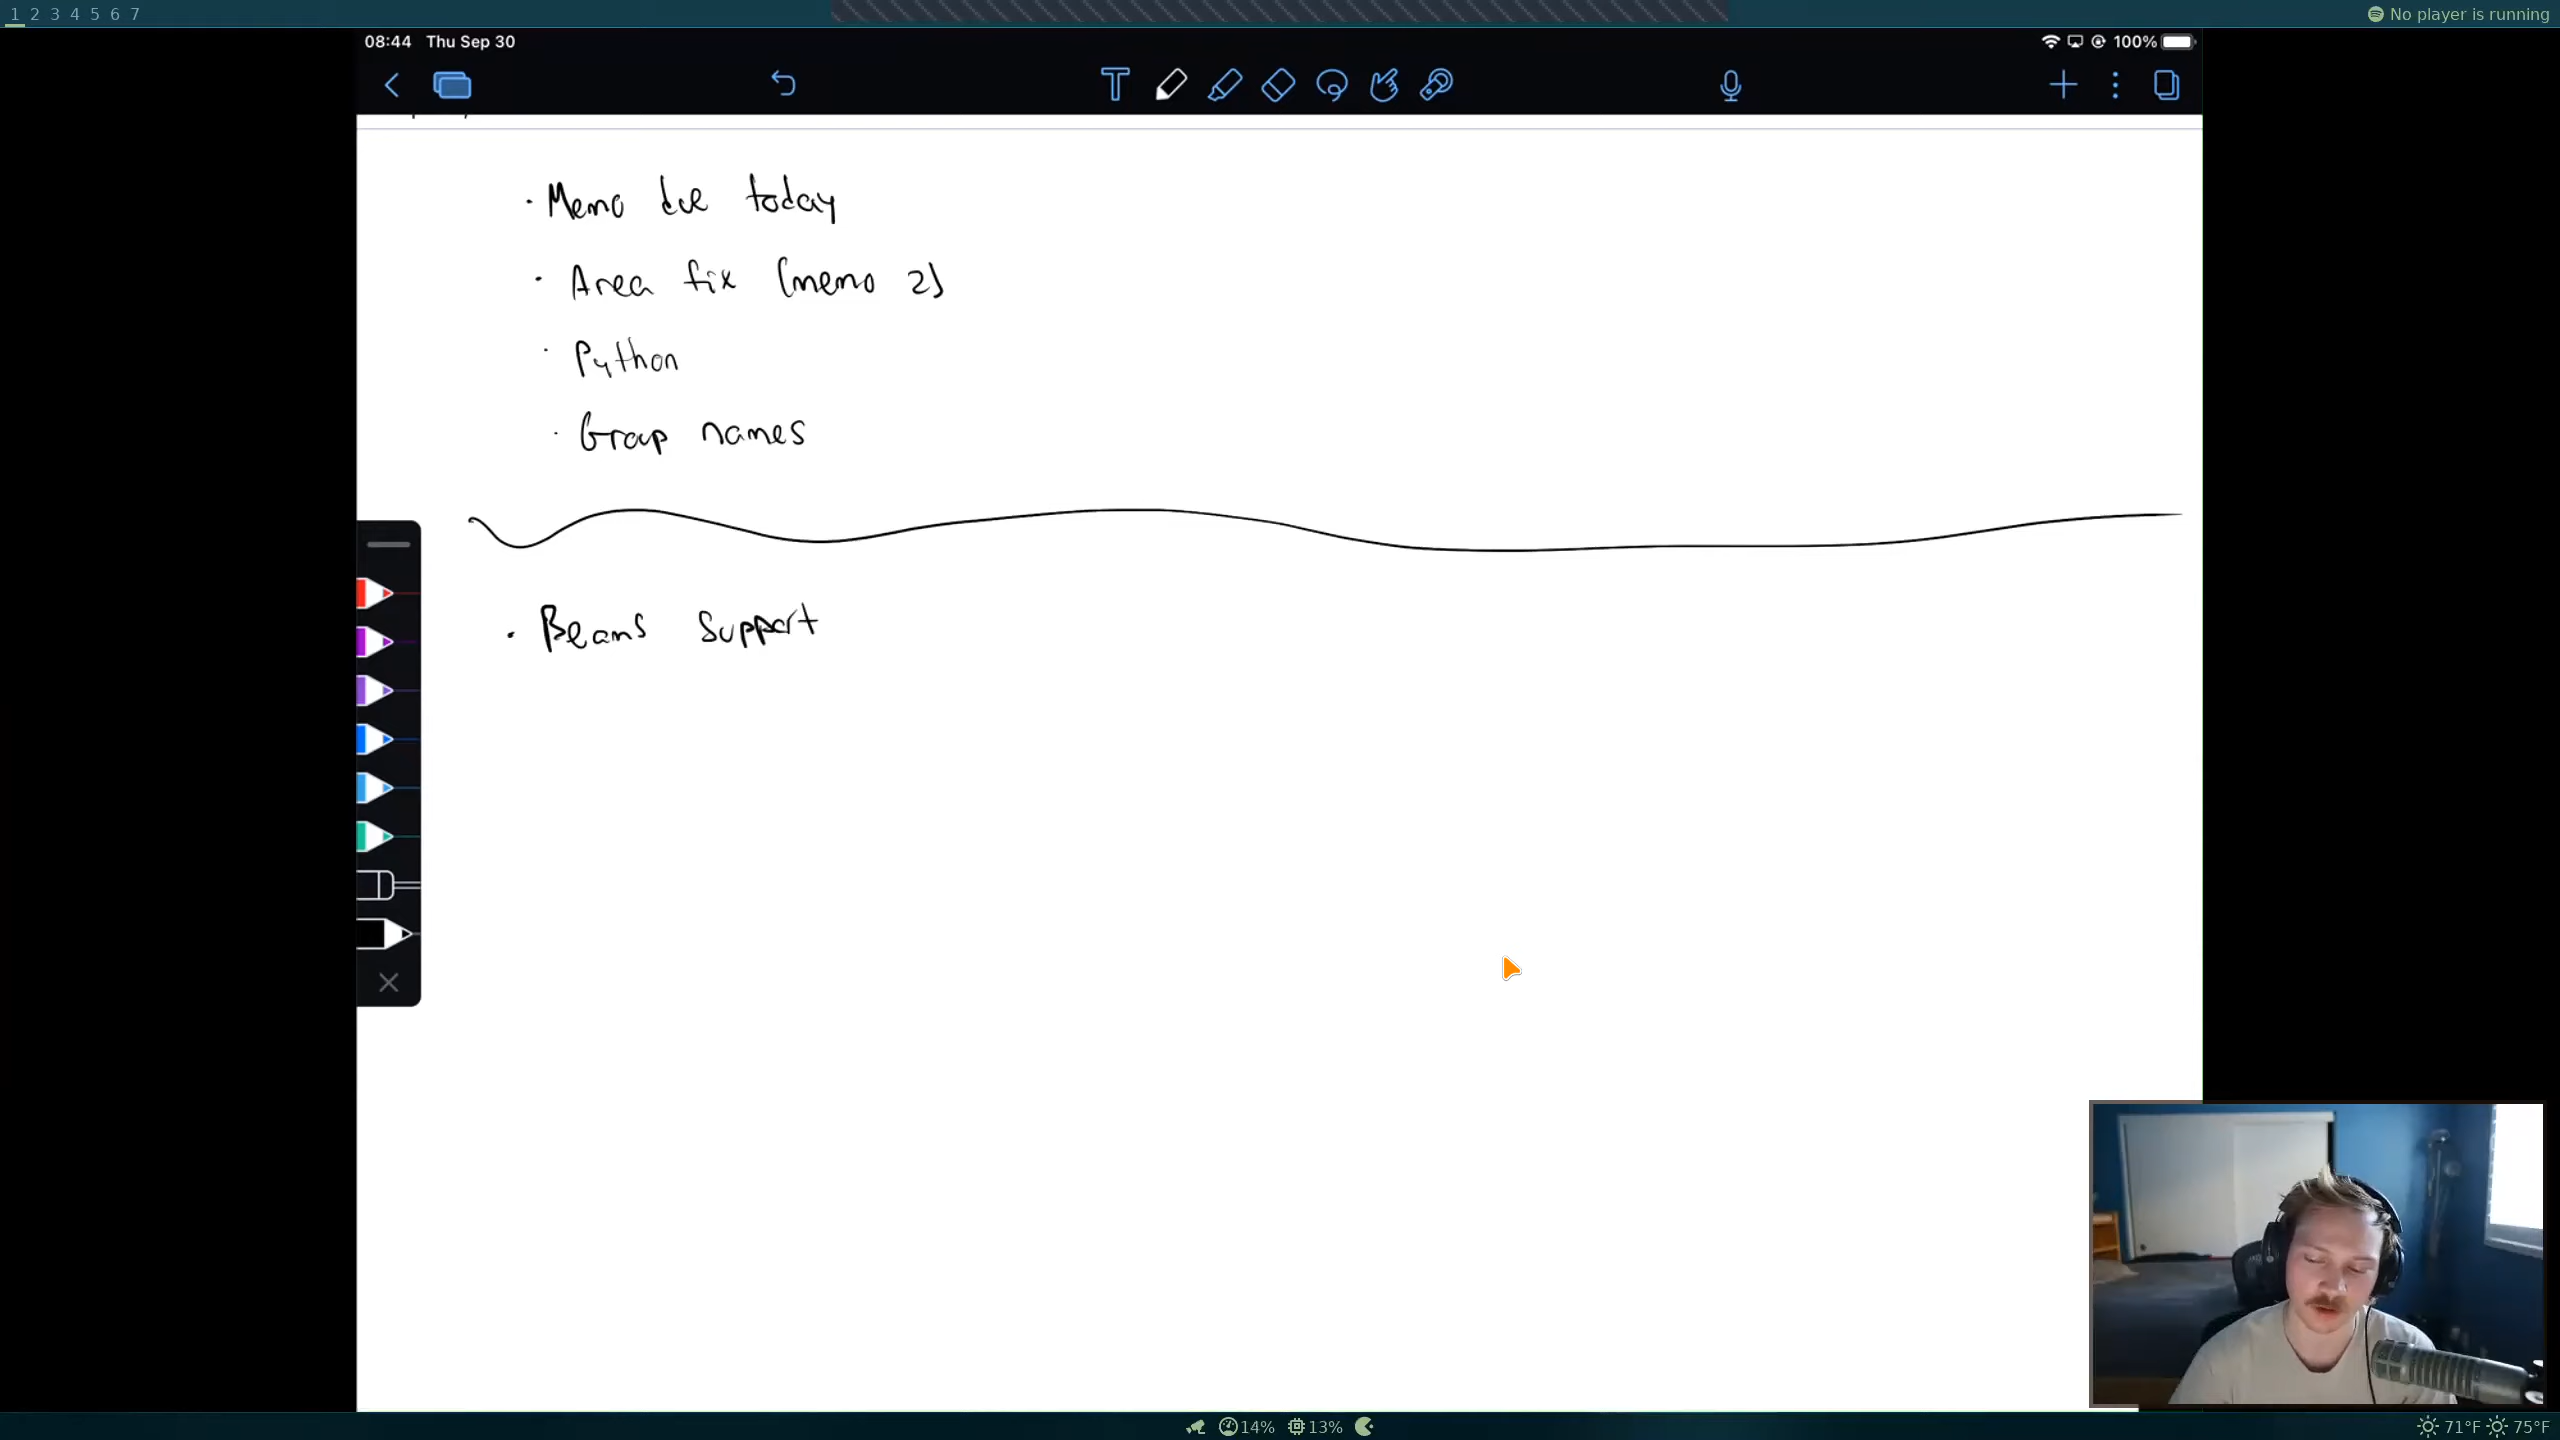 1 2 3 4 5 6 7
No player is running
08:44 Thu Sep 30
100%
· Memo due today
· Area fix (memo 2)
· Python
· Group names
· Beams Support
14% 13%
71°F 75°F